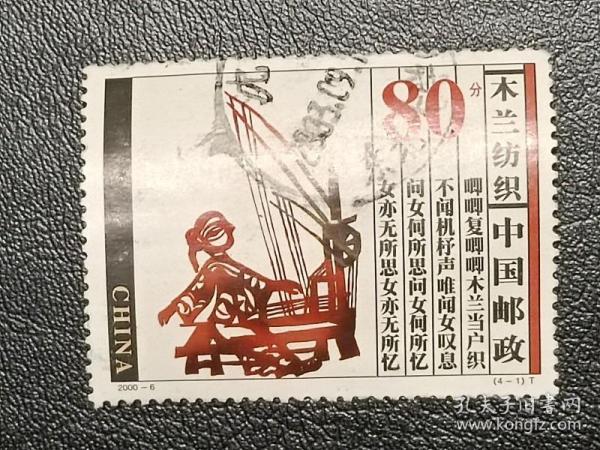 80分
木兰纺织
中国邮政
唧唧复唧唧木兰当户织
不闻机杼声唯闻女叹息
问女何所思问女何所忆
女亦无所思女亦无所忆
CHINA
2000-6
(4-1)T
孔夫子旧书网
www.kongfz.com